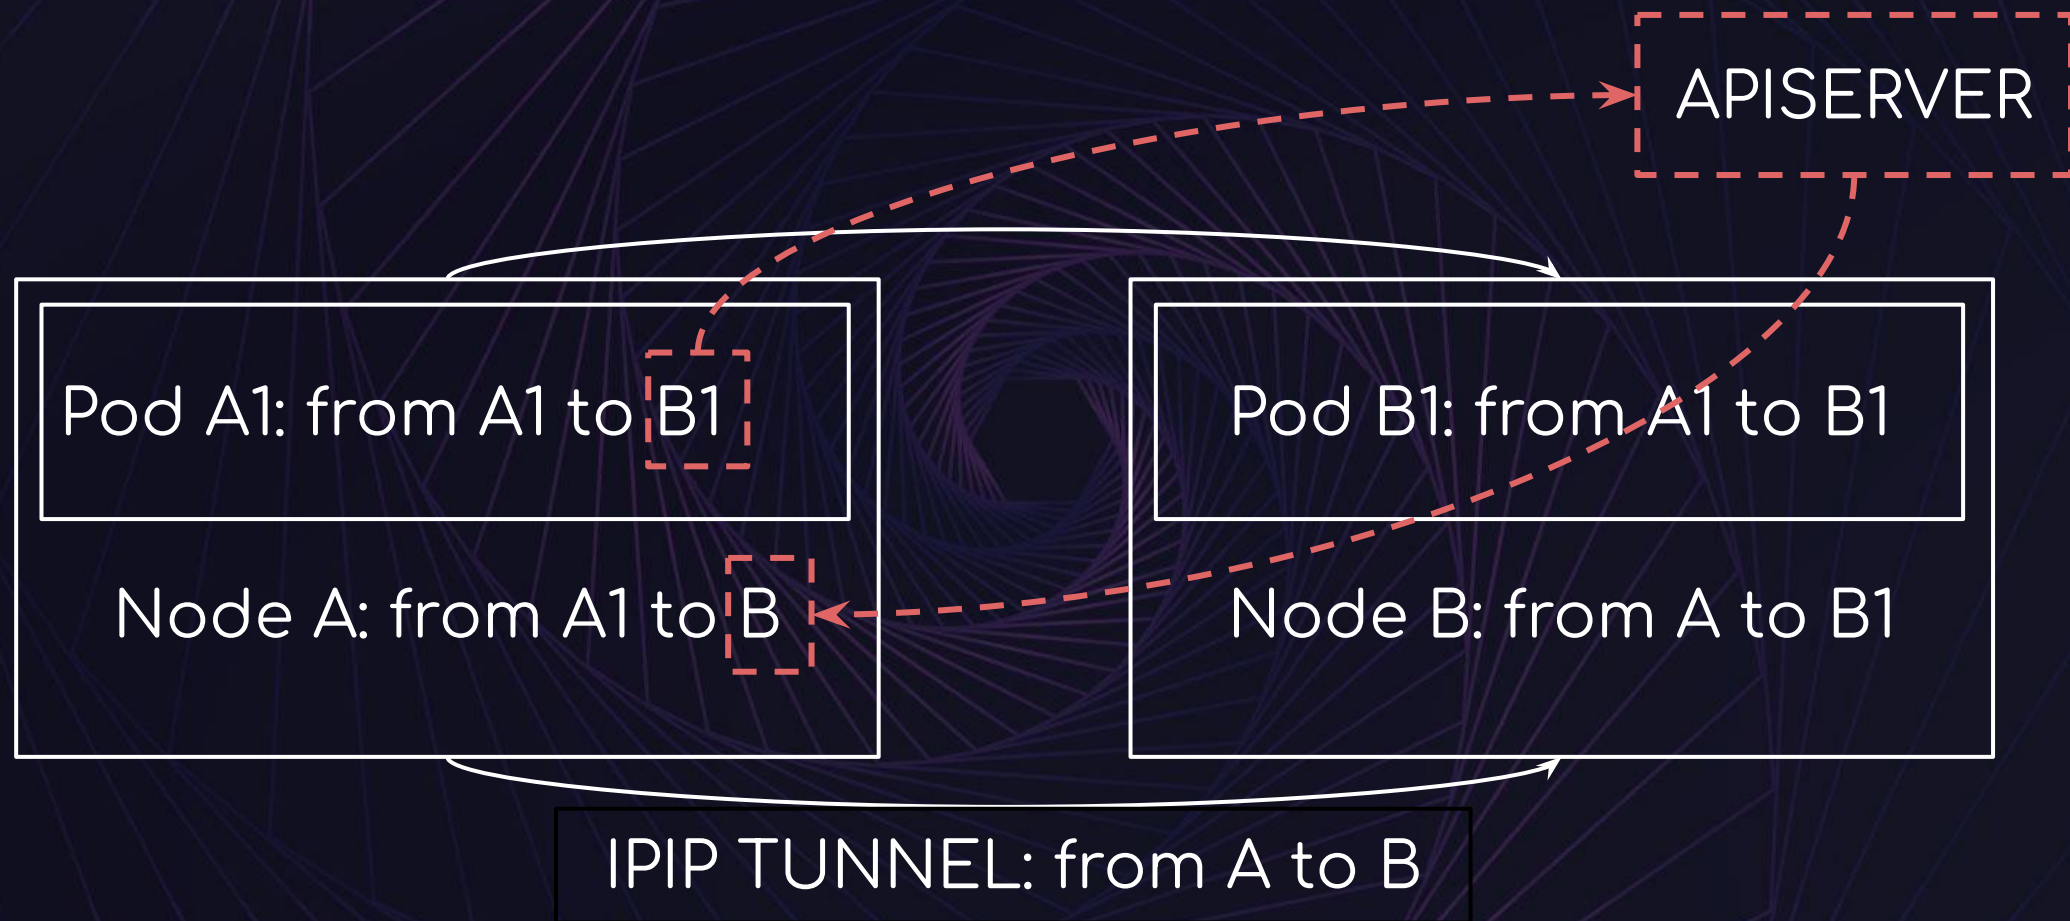 APISERVER
Pod A1: from A1 to B1
Node A: from A1 to B
Pod B1: from A1 to B1
Node B: from A to B1
IPIP TUNNEL: from A to B